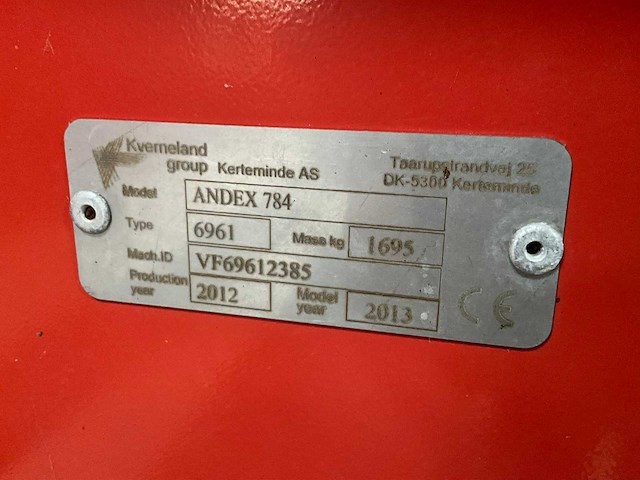 Kverneland
group Kerteminde AS
Taarupstrandvej 25
DK-5300 Kerteminde
Model ANDEX 784
Type 6961 Mass kg 1695
Mach.ID VF69612385
Production year 2012 Model year 2013
CE